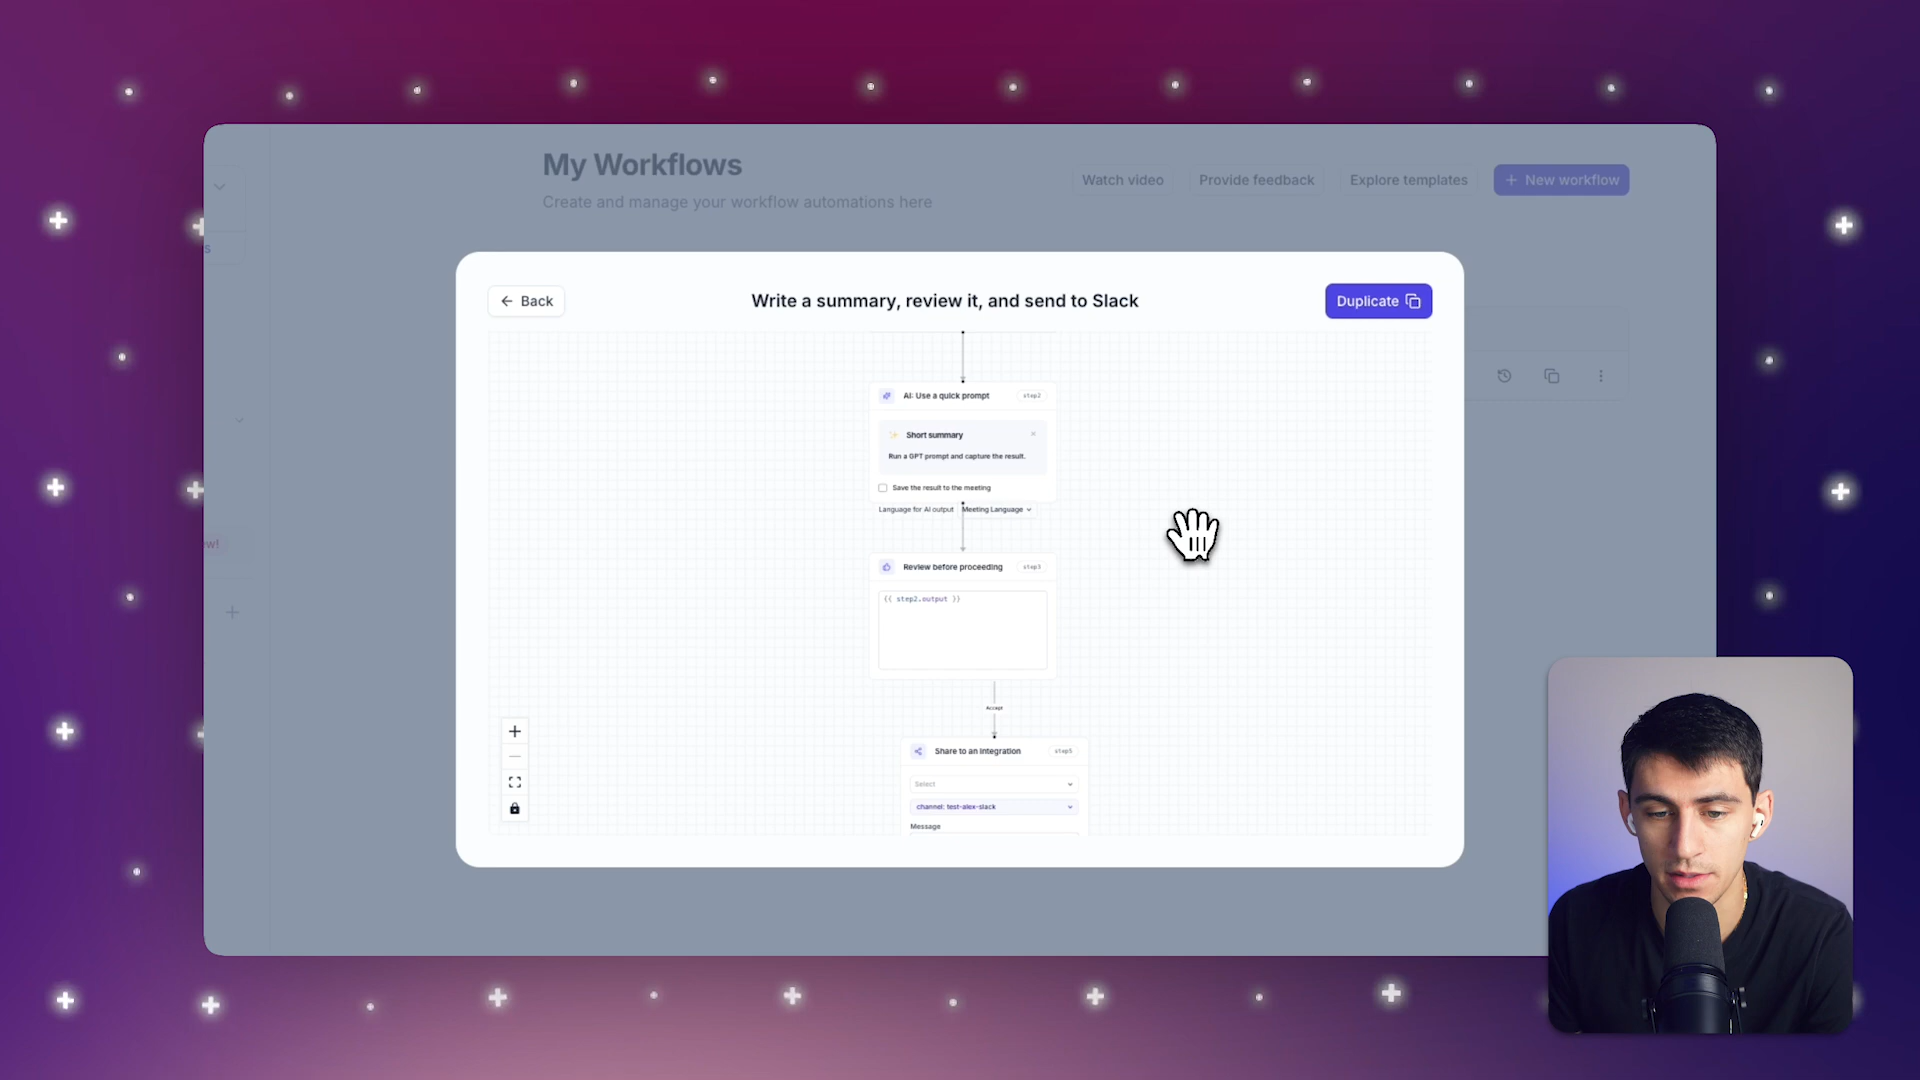 My Workflows
Create and manage your workflow automations here
Watch video
Provide feedback
Explore templates
+ New workflow
s
Back
Write a summary, review it, and send to Slack
Duplicate
AI: Use a quick prompt
step2
Short summary
Run a GPT prompt and capture the result.
Save the result to the meeting
Language for AI output
Meeting Language
ew!
Review before proceeding
step3
{{ step2.output }}
Accept
Share to an integration
step5
Select
channel: test-alex-slack
Message